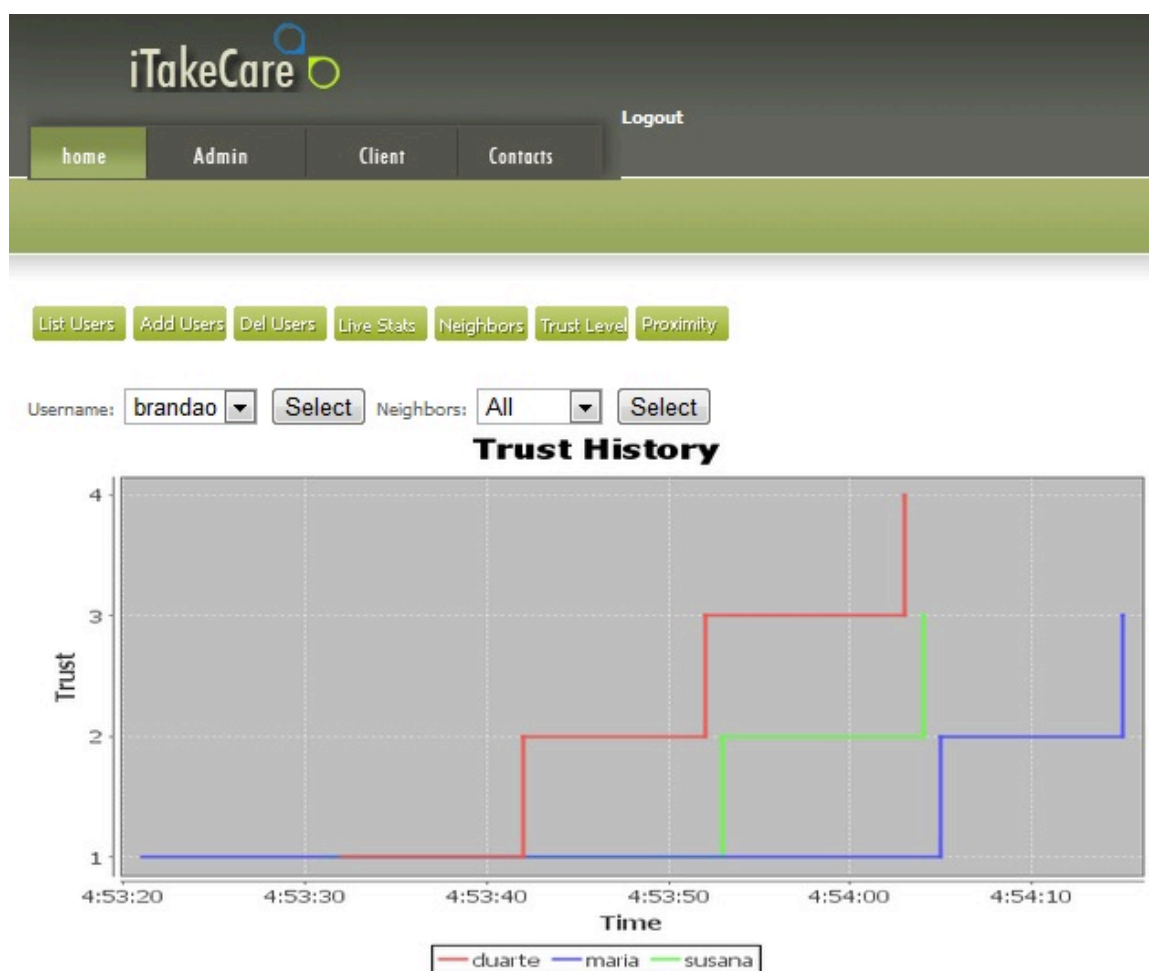 iTakeCare
Logout
home Admin Client Contacts
List Users Add Users Del Users Live Stats Neighbors Trust Level Proximity
Username: brandao Select Neighbors: All Select
Trust History
4
3
Trust
2
1
4:53:20 4:53:30 4:53:40 4:53:50 4:54:00 4:54:10
Time
duarte maria susana